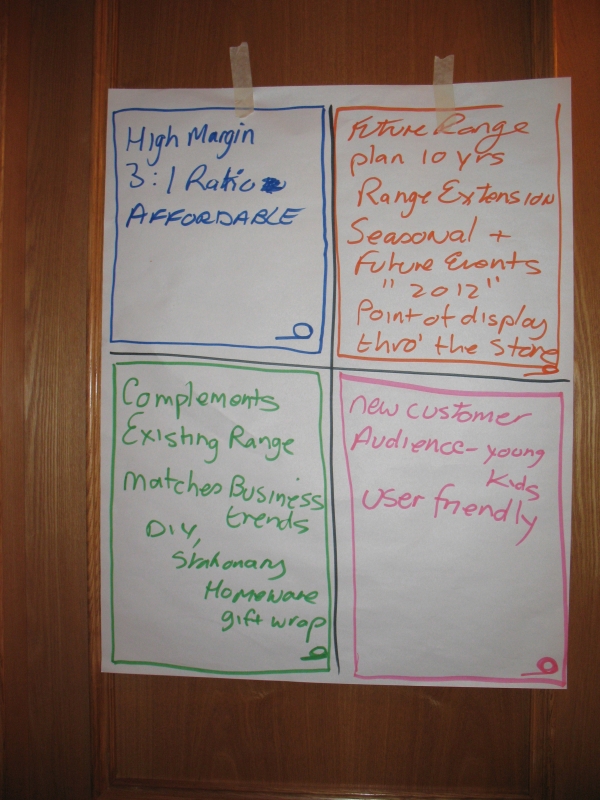 High Margin
3:1 Ratio
AFFORDABLE
Future Range
plan 10 yrs
Range Extension
Seasonal +
Future Events
"2012"
Point of display
thro' the Store
Complements
Existing Range
matches Business
trends
DIY,
Stationary
Homeware
gift wrap
new customer
Audience - young
Kids
User friendly